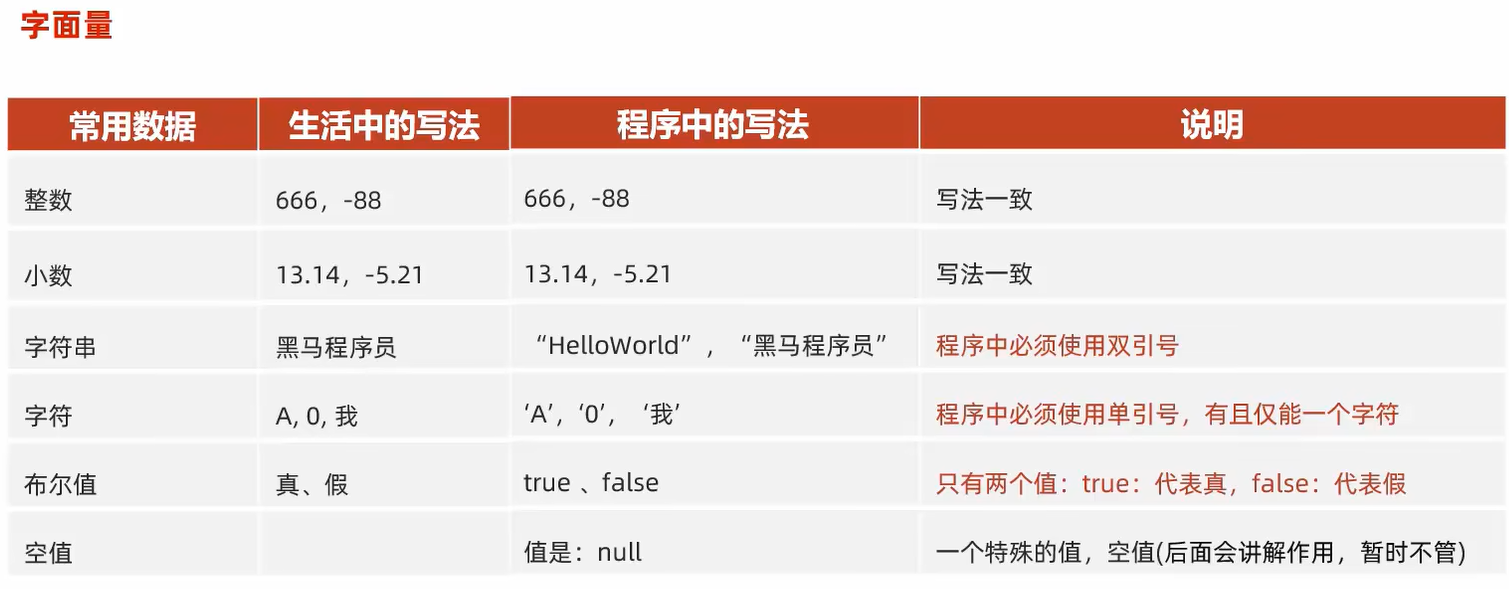 字面量
常用数据 生活中的写法 程序中的写法 说明
整数 666，-88 666，-88 写法一致
小数 13.14，-5.21 13.14，-5.21 写法一致
字符串 黑马程序员 “HelloWorld”，“黑马程序员” 程序中必须使用双引号
字符 A, 0, 我 ‘A’，‘0’， ‘我’ 程序中必须使用单引号，有且仅能一个字符
布尔值 真、假 true 、false 只有两个值：true：代表真，false：代表假
空值 值是：null 一个特殊的值，空值(后面会讲解作用，暂时不管)